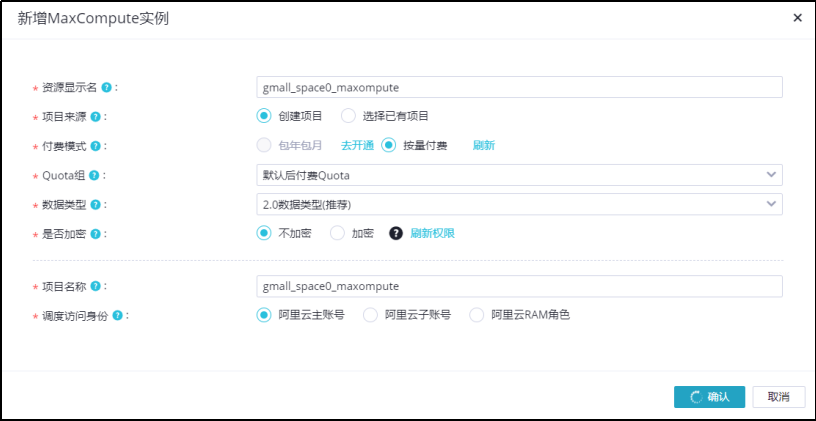 新增MaxCompute实例 ×
* 资源显示名 ? : gmall_space0_maxompute
* 项目来源 ? : 创建项目 选择已有项目
* 付费模式 ? : 包年包月 去开通 按量付费 刷新
* Quota组 ? : 默认后付费Quota
* 数据类型 ? : 2.0数据类型(推荐)
* 是否加密 ? : 不加密 加密 ? 刷新权限
* 项目名称 ? : gmall_space0_maxompute
* 调度访问身份 ? : 阿里云主账号 阿里云子账号 阿里云RAM角色
确认 取消